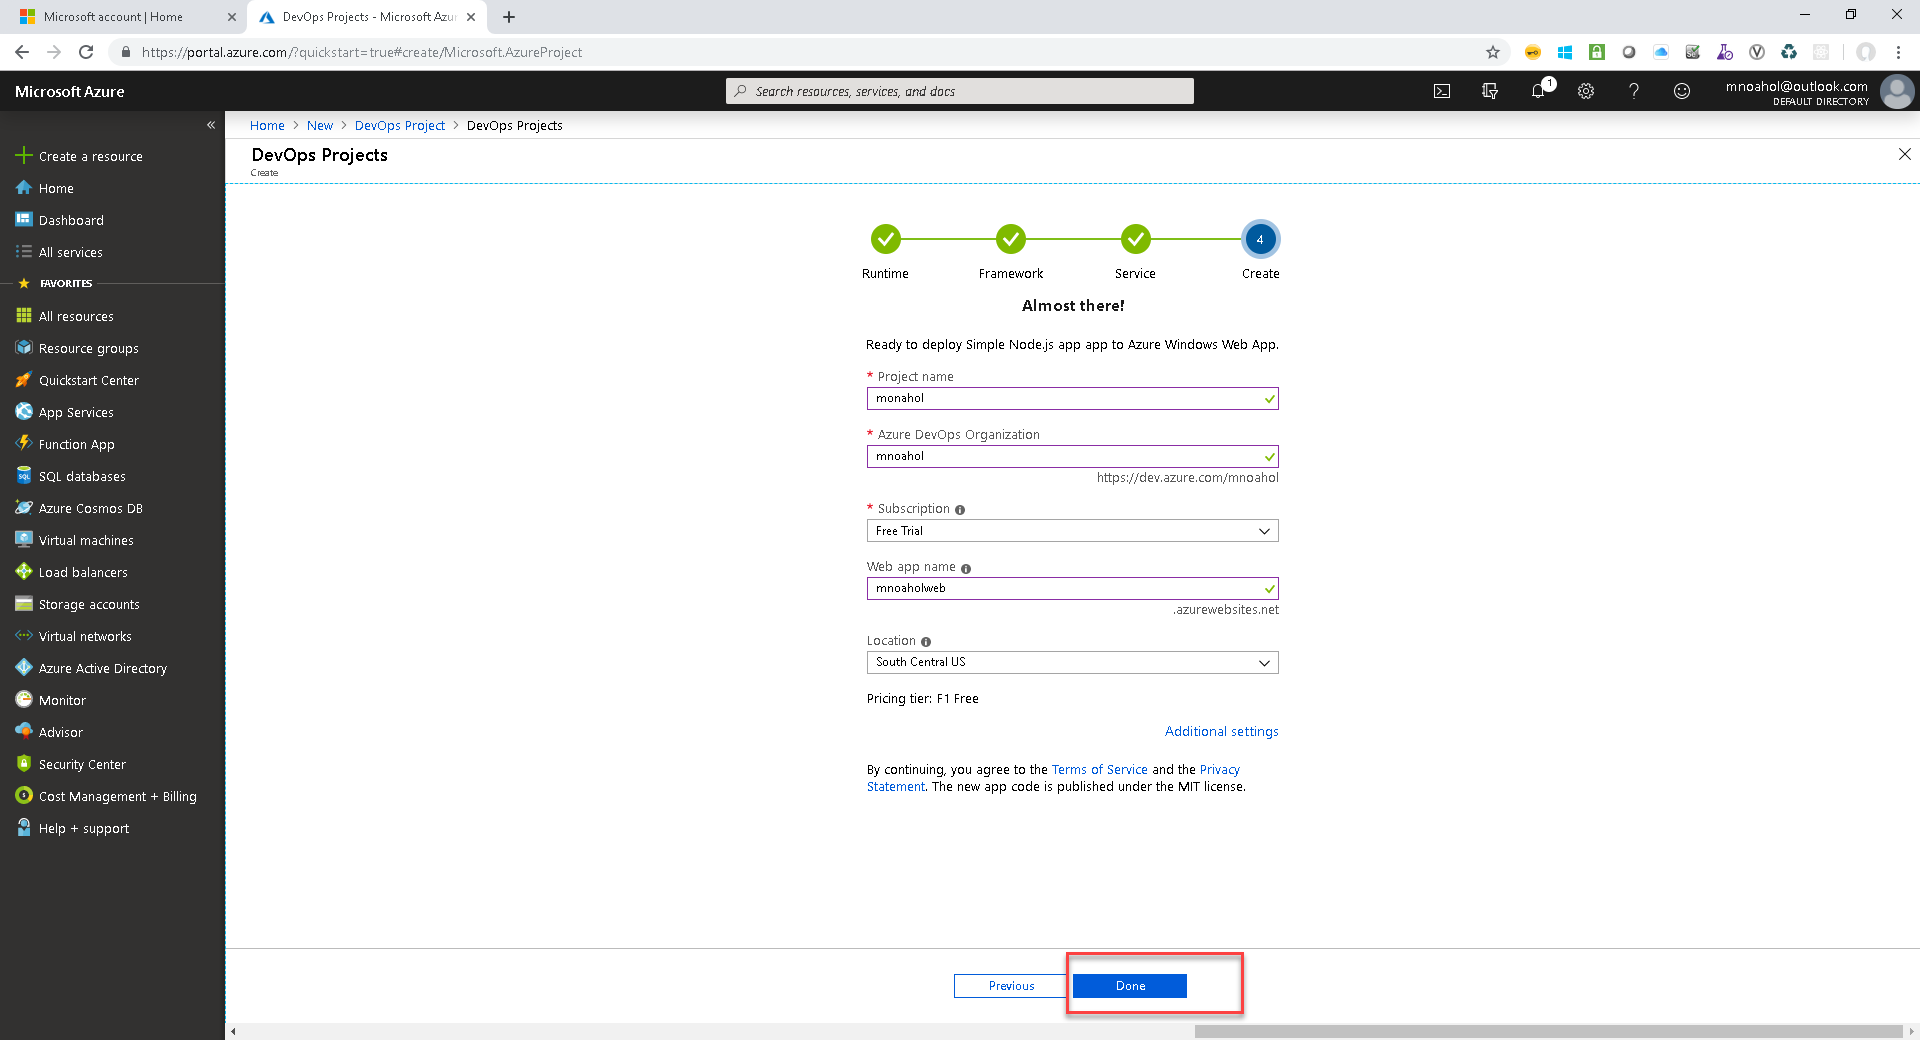 Microsoft account | Home
DevOps Projects - Microsoft Azu
https://portal.azure.com/?quickstart=true#create/Microsoft.AzureProject
Microsoft Azure
Search resources, services, and docs
1
mnoahol@outlook.com
DEFAULT DIRECTORY
Home > New > DevOps Project > DevOps Projects
DevOps Projects
Create
Create a resource
Home
Dashboard
All services
FAVORITES
All resources
Resource groups
Quickstart Center
App Services
Function App
SQL databases
Azure Cosmos DB
Virtual machines
Load balancers
Storage accounts
Virtual networks
Azure Active Directory
Monitor
Advisor
Security Center
Cost Management + Billing
Help + support
4
Runtime Framework Service Create
Almost there!
Ready to deploy Simple Node.js app app to Azure Windows Web App.
* Project name
monahol
* Azure DevOps Organization
mnoahol
https://dev.azure.com/mnoahol
* Subscription
Free Trial
Web app name
mnoaholweb
.azurewebsites.net
Location
South Central US
Pricing tier: F1 Free
Additional settings
By continuing, you agree to the Terms of Service and the Privacy
Statement. The new app code is published under the MIT license.
Previous
Done